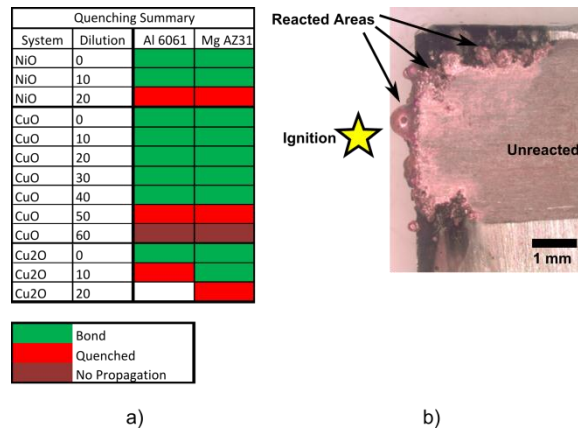 Quenching Summary
System Dilution Al 6061 Mg AZ31
NiO 0
NiO 10
NiO 20
CuO 0
CuO 10
CuO 20
CuO 30
CuO 40
CuO 50
CuO 60
Cu2O 0
Cu2O 10
Cu2O 20
Bond
Quenched
No Propagation
a)
Reacted Areas
Ignition
Unreacted
1 mm
b)